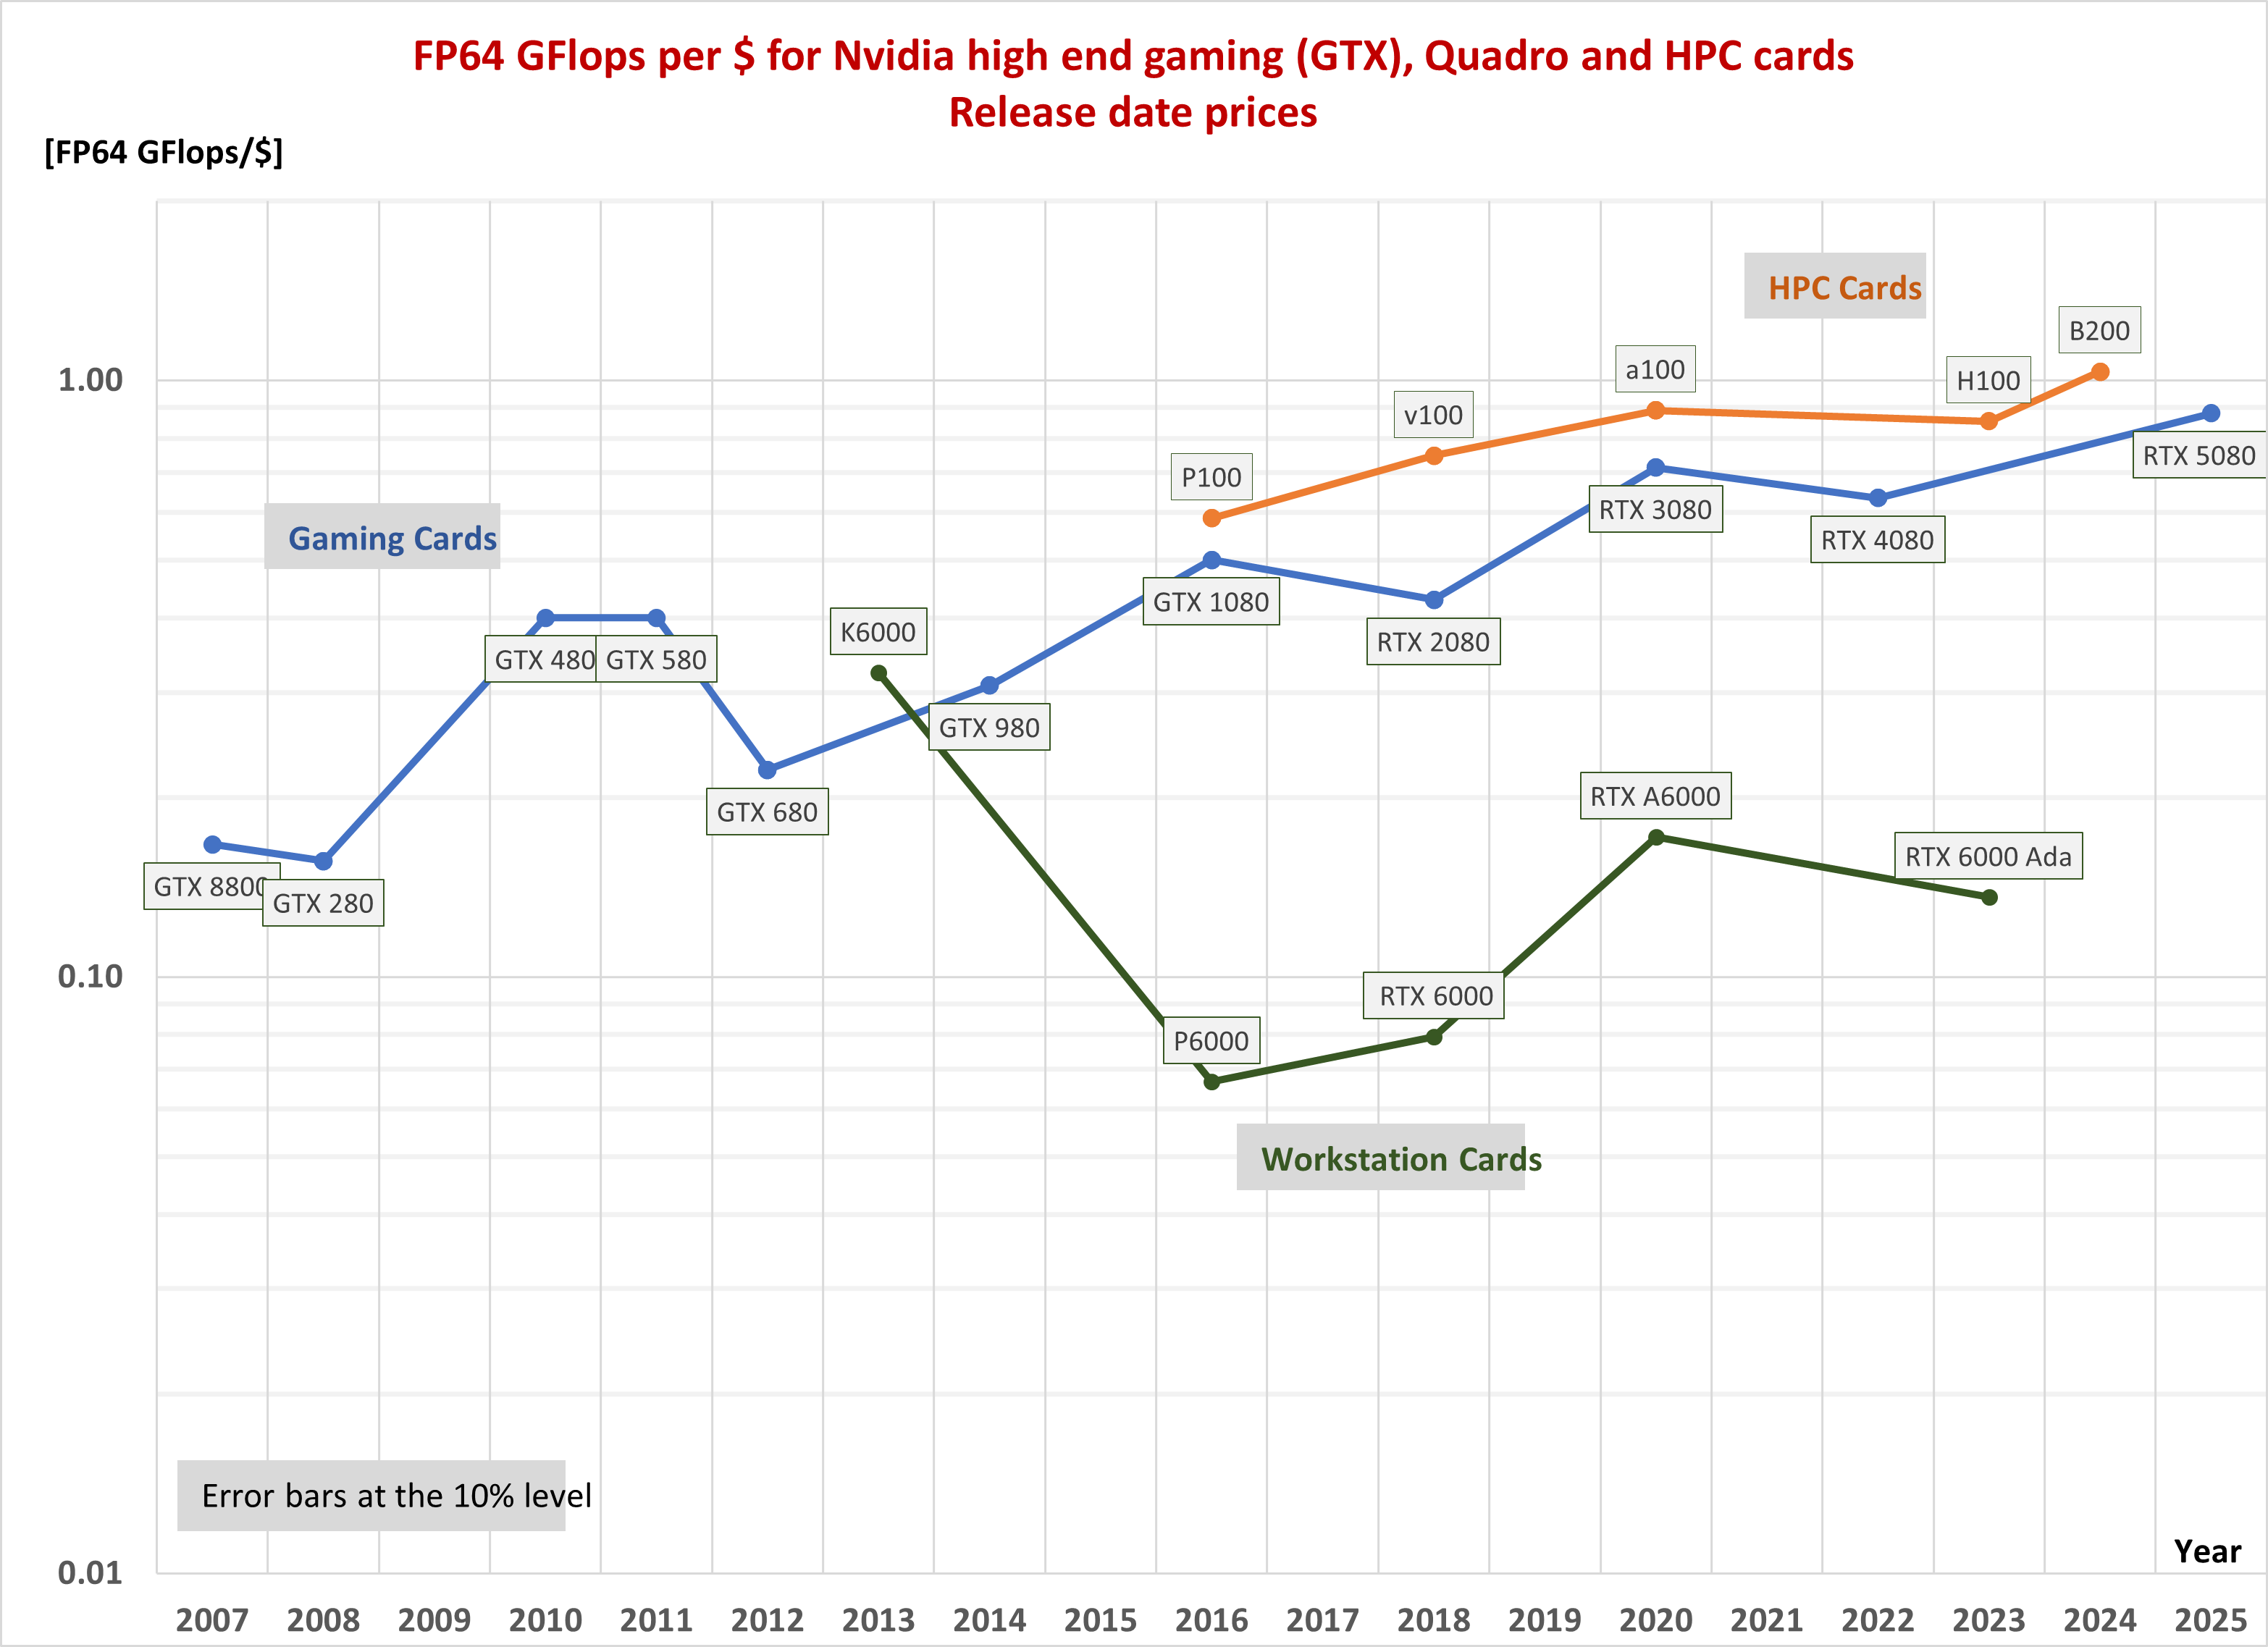 FP64 GFlops per $ for Nvidia high end gaming (GTX), Quadro and HPC cards
Release date prices
[FP64 GFlops/$]
HPC Cards
B200
a100
H100
1.00
v100
RTX 5080
P100
RTX 3080
Gaming Cards
RTX 4080
GTX 1080
K6000
RTX 2080
GTX 480
GTX 580
GTX 980
RTX A6000
GTX 680
RTX 6000 Ada
GTX 8800
GTX 280
0.10
RTX 6000
P6000
Workstation Cards
Error bars at the 10% level
Year
0.01
2007 2008 2009 2010 2011 2012 2013 2014 2015 2016 2017 2018 2019 2020 2021 2022 2023 2024 2025